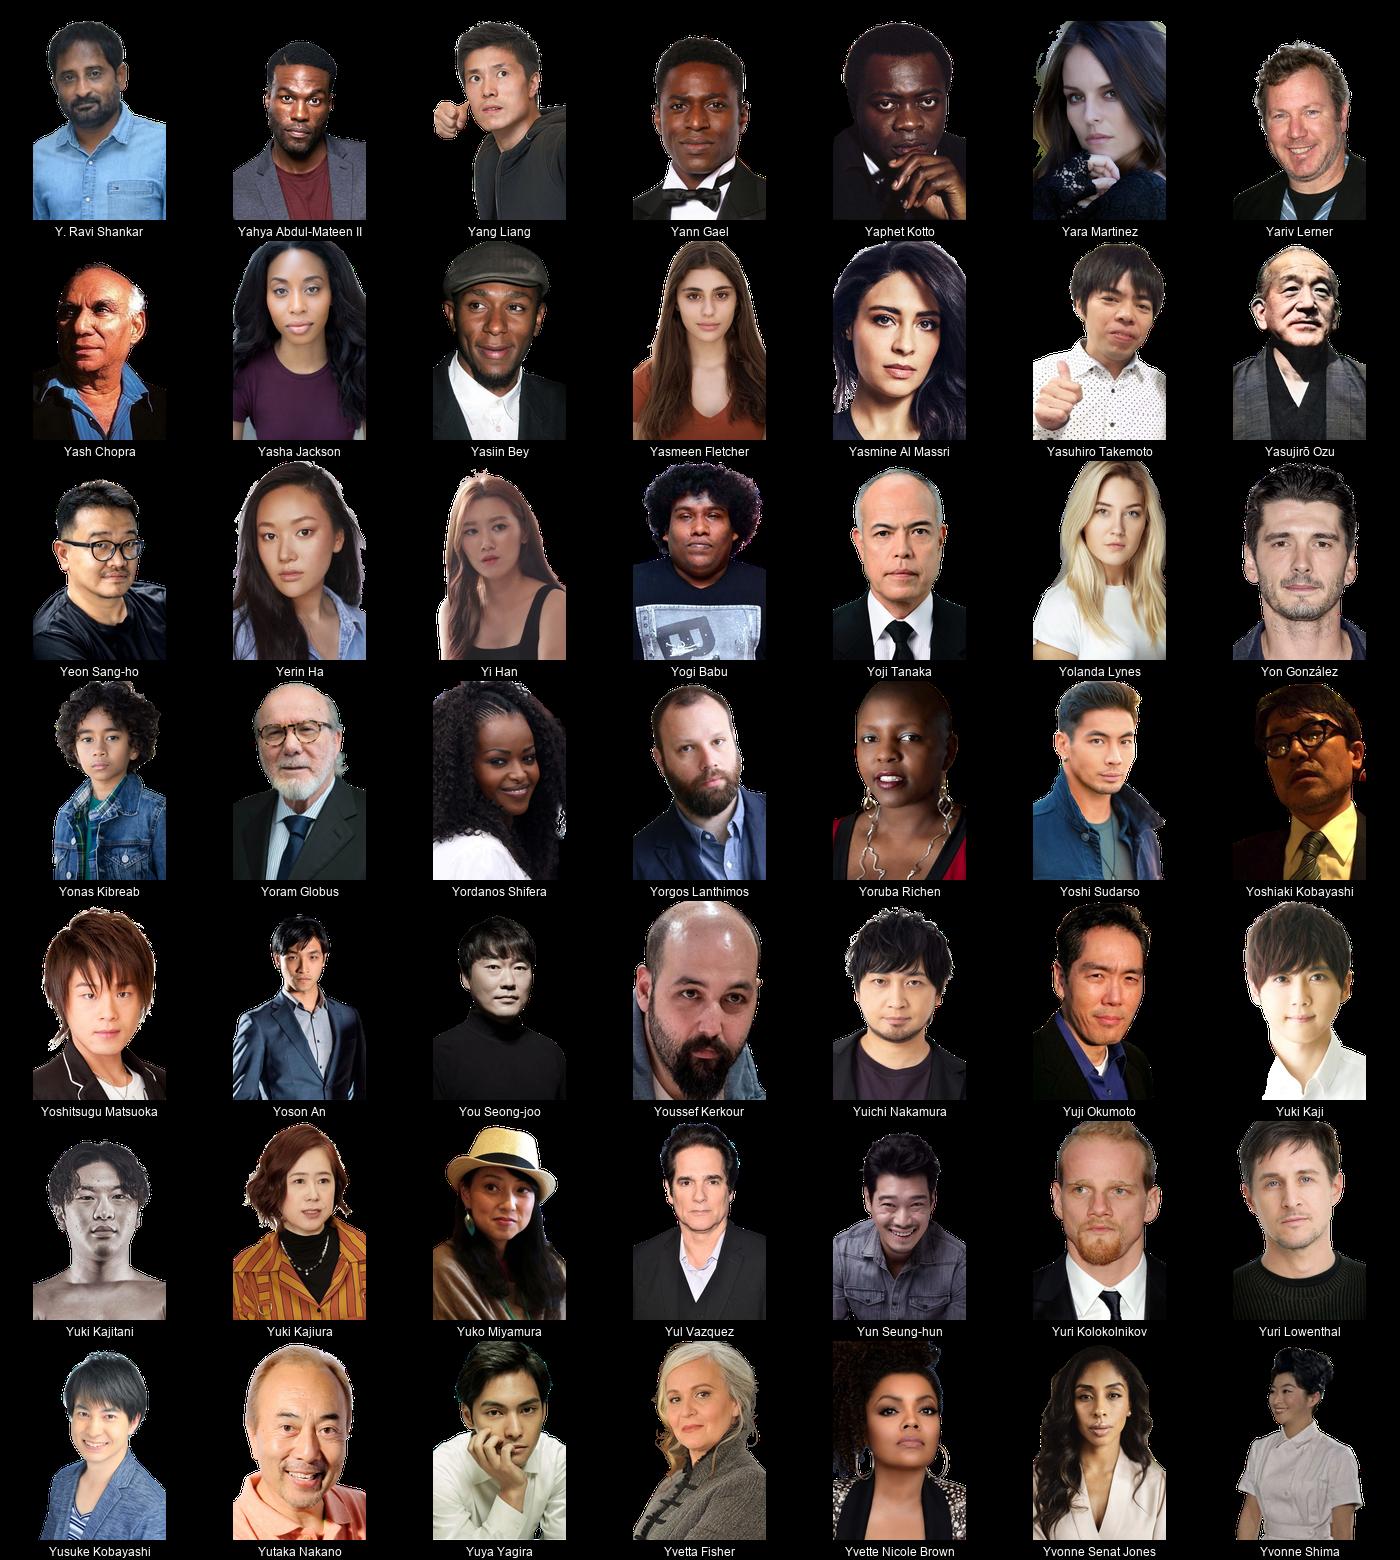 Y. Ravi Shankar
Yahya Abdul-Mateen II
Yang Liang
Yann Gael
Yaphet Kotto
Yara Martinez
Yariv Lerner
Yash Chopra
Yasha Jackson
Yasiin Bey
Yasmeen Fletcher
Yasmine Al Massri
Yasuhiro Takemoto
Yasujirō Ozu
Yeon Sang-ho
Yerin Ha
Yi Han
Yogi Babu
Yoji Tanaka
Yolanda Lynes
Yon González
Yonas Kibreab
Yoram Globus
Yordanos Shifera
Yorgos Lanthimos
Yoruba Richen
Yoshi Sudarso
Yoshiaki Kobayashi
Yoshitsugu Matsuoka
Yoson An
You Seong-joo
Youssef Kerkour
Yuichi Nakamura
Yuji Okumoto
Yuki Kaji
Yuki Kajitani
Yuki Kajiura
Yuko Miyamura
Yul Vazquez
Yun Seung-hun
Yuri Kolokolnikov
Yuri Lowenthal
Yusuke Kobayashi
Yutaka Nakano
Yuya Yagira
Yvetta Fisher
Yvette Nicole Brown
Yvonne Senat Jones
Yvonne Shima